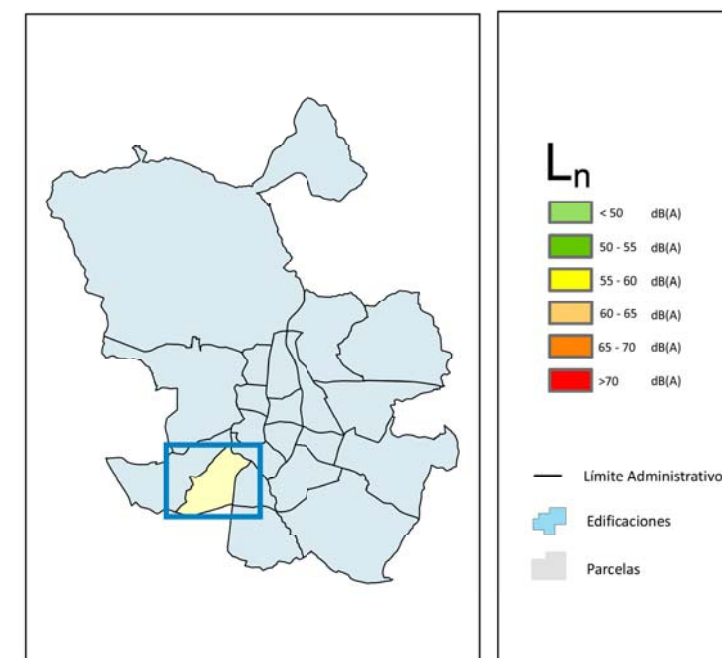 Ln
< 50 dB(A)
50 - 55 dB(A)
55 - 60 dB(A)
60 - 65 dB(A)
65 - 70 dB(A)
>70 dB(A)
Límite Administrativo
Edificaciones
Parcelas